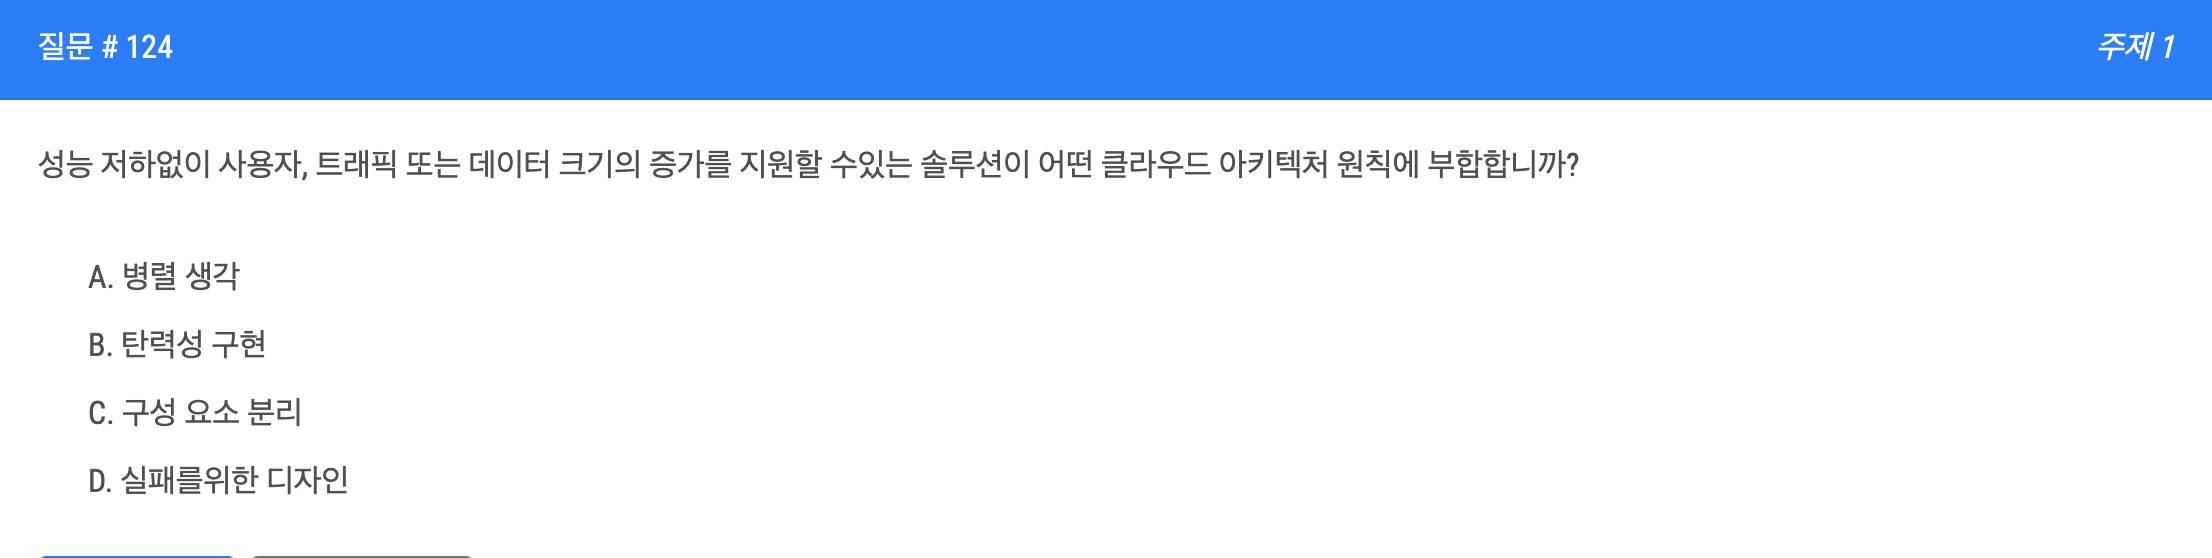 질문 # 124
주제 1
성능 저하없이 사용자, 트래픽 또는 데이터 크기의 증가를 지원할 수있는 솔루션이 어떤 클라우드 아키텍처 원칙에 부합합니까?
A. 병렬 생각
B. 탄력성 구현
C. 구성 요소 분리
D. 실패를위한 디자인